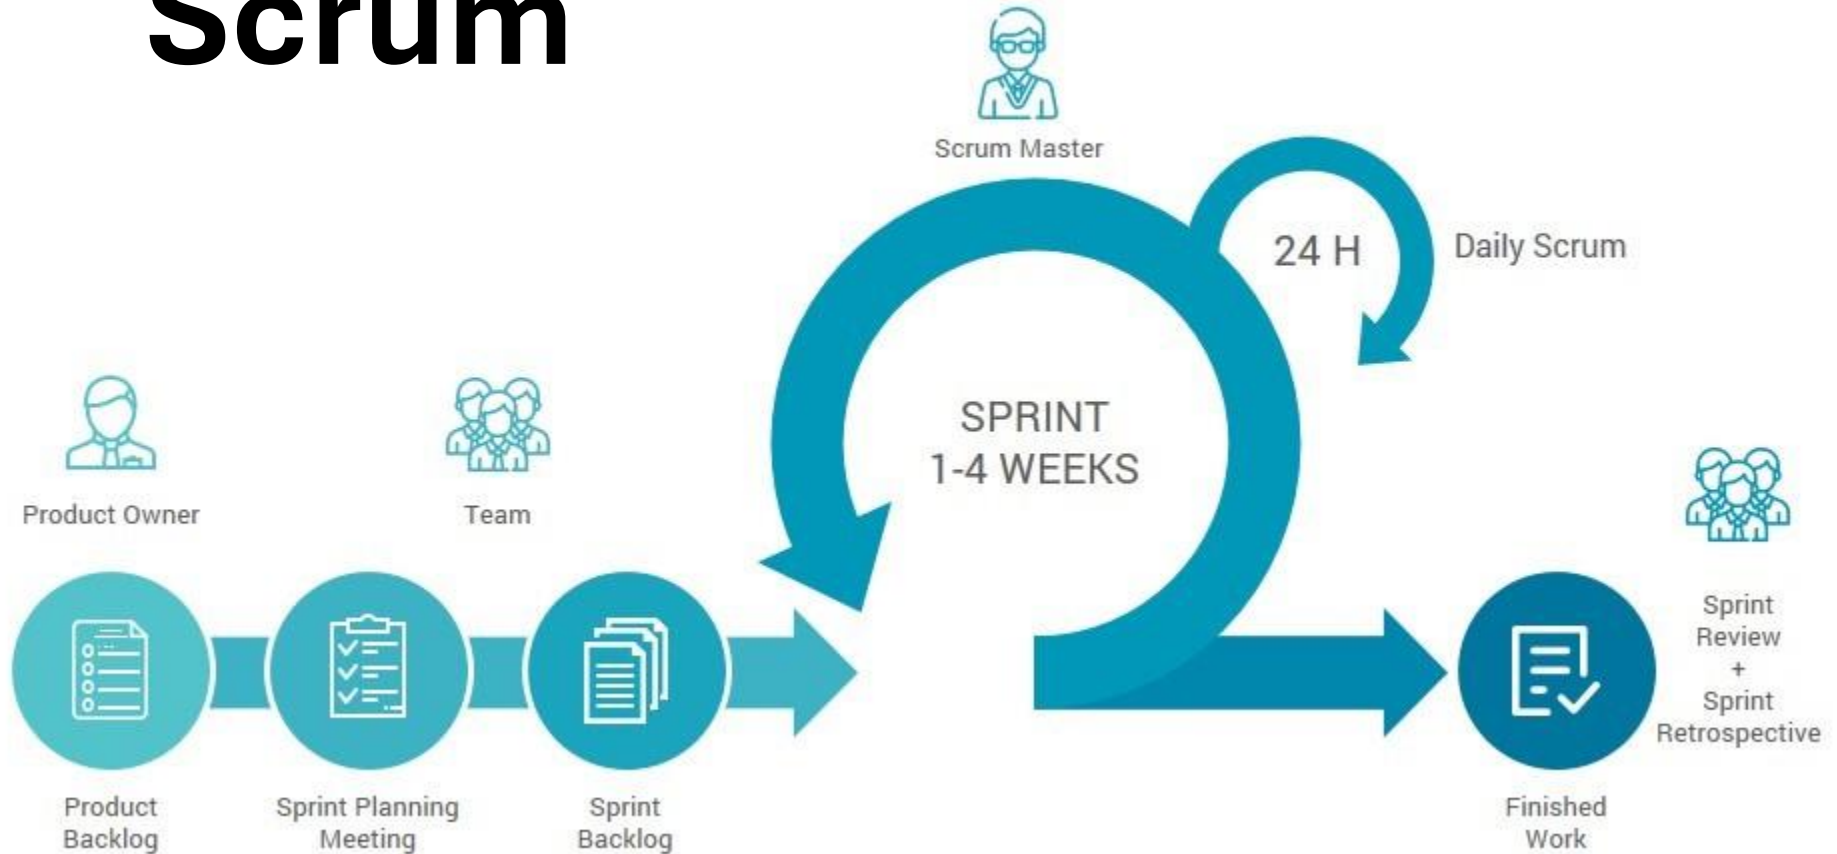 Scrum
Scrum Master
24 H
Daily Scrum
SPRINT
1-4 WEEKS
Product Owner
Team
Product
Backlog
Sprint Planning
Meeting
Sprint
Backlog
Finished
Work
Sprint
Review
+
Sprint
Retrospective